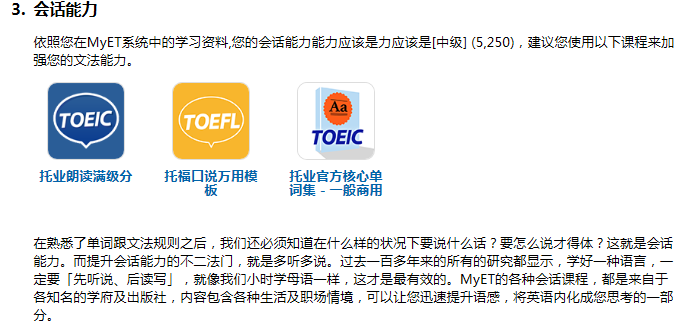 3. 会话能力
依照您在MyET系统中的学习资料,您的会话能力能力应该是力应该是[中级] (5,250)，建议您使用以下课程来加
强您的文法能力。
TOEIC
TOEFL
Aa
TOEIC
托业朗读满级分
托福口说万用模
板
托业官方核心单
词集 - 一般商用
在熟悉了单词跟文法规则之后，我们还必须知道在什么样的状况下要说什么话？要怎么说才得体？这就是会话
能力。而提升会话能力的不二法门，就是多听多说。过去一百多年来的所有的研究都显示，学好一种语言，一
定要「先听说、后读写」，就像我们小时学母语一样，这才是最有效的。MyET的各种会话课程，都是来自于
各知名的学府及出版社，内容包含各种生活及职场情境，可以让您迅速提升语感，将英语内化成您思考的一部
分。